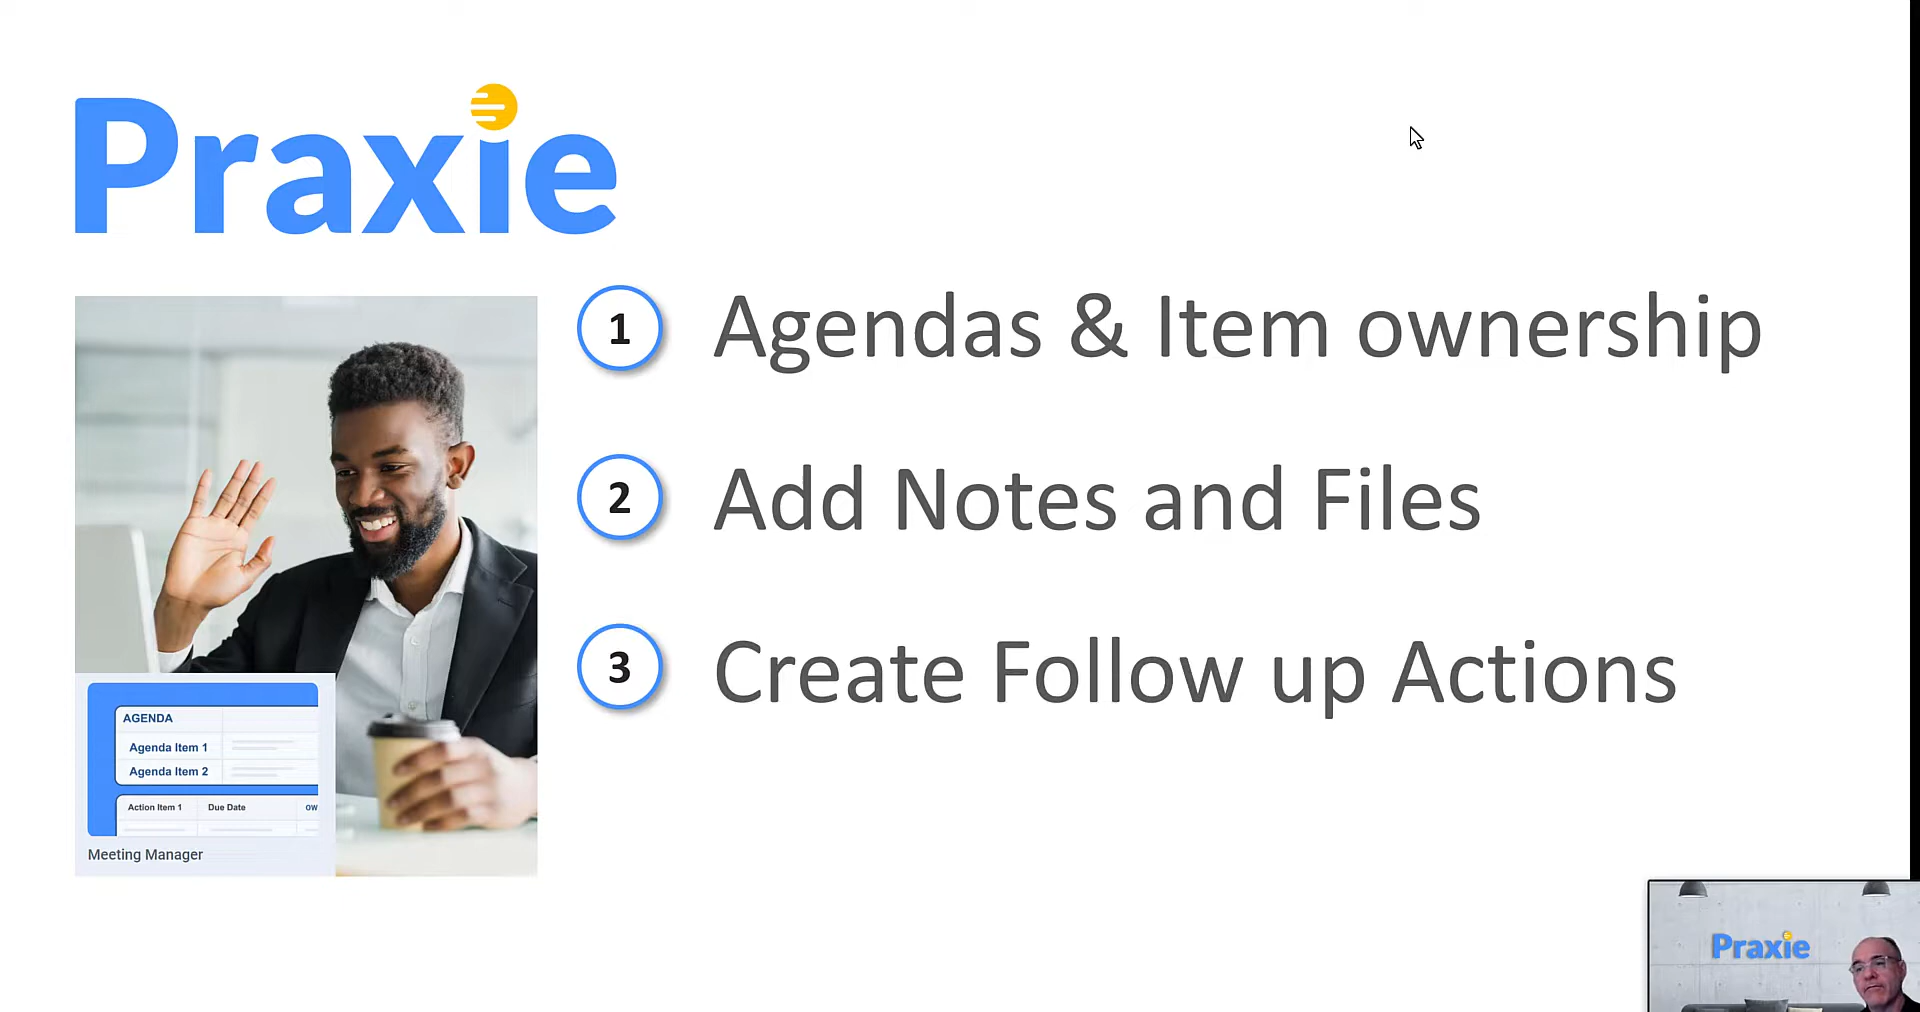 Praxie
1 Agendas & Item ownership
2 Add Notes and Files
3 Create Follow up Actions
AGENDA
Agenda Item 1
Agenda Item 2
Action Item 1 Due Date OW
Meeting Manager
Praxie